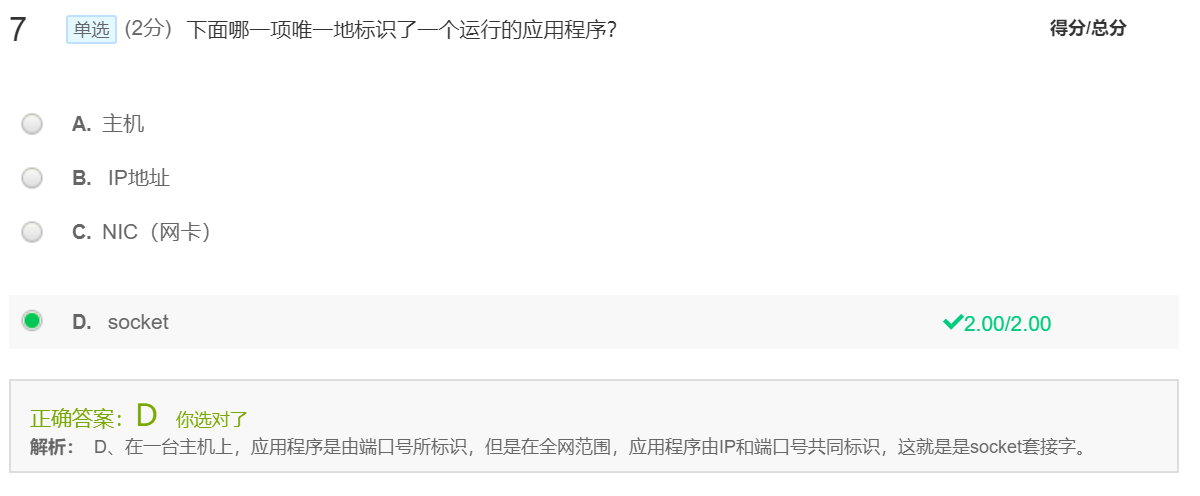 7 单选 (2分) 下面哪一项唯一地标识了一个运行的应用程序? 得分/总分
A. 主机
B. IP地址
C. NIC（网卡）
D. socket 2.00/2.00
正确答案：D 你选对了
解析： D、在一台主机上，应用程序是由端口号所标识，但是在全网范围，应用程序由IP和端口号共同标识，这就是是socket套接字。